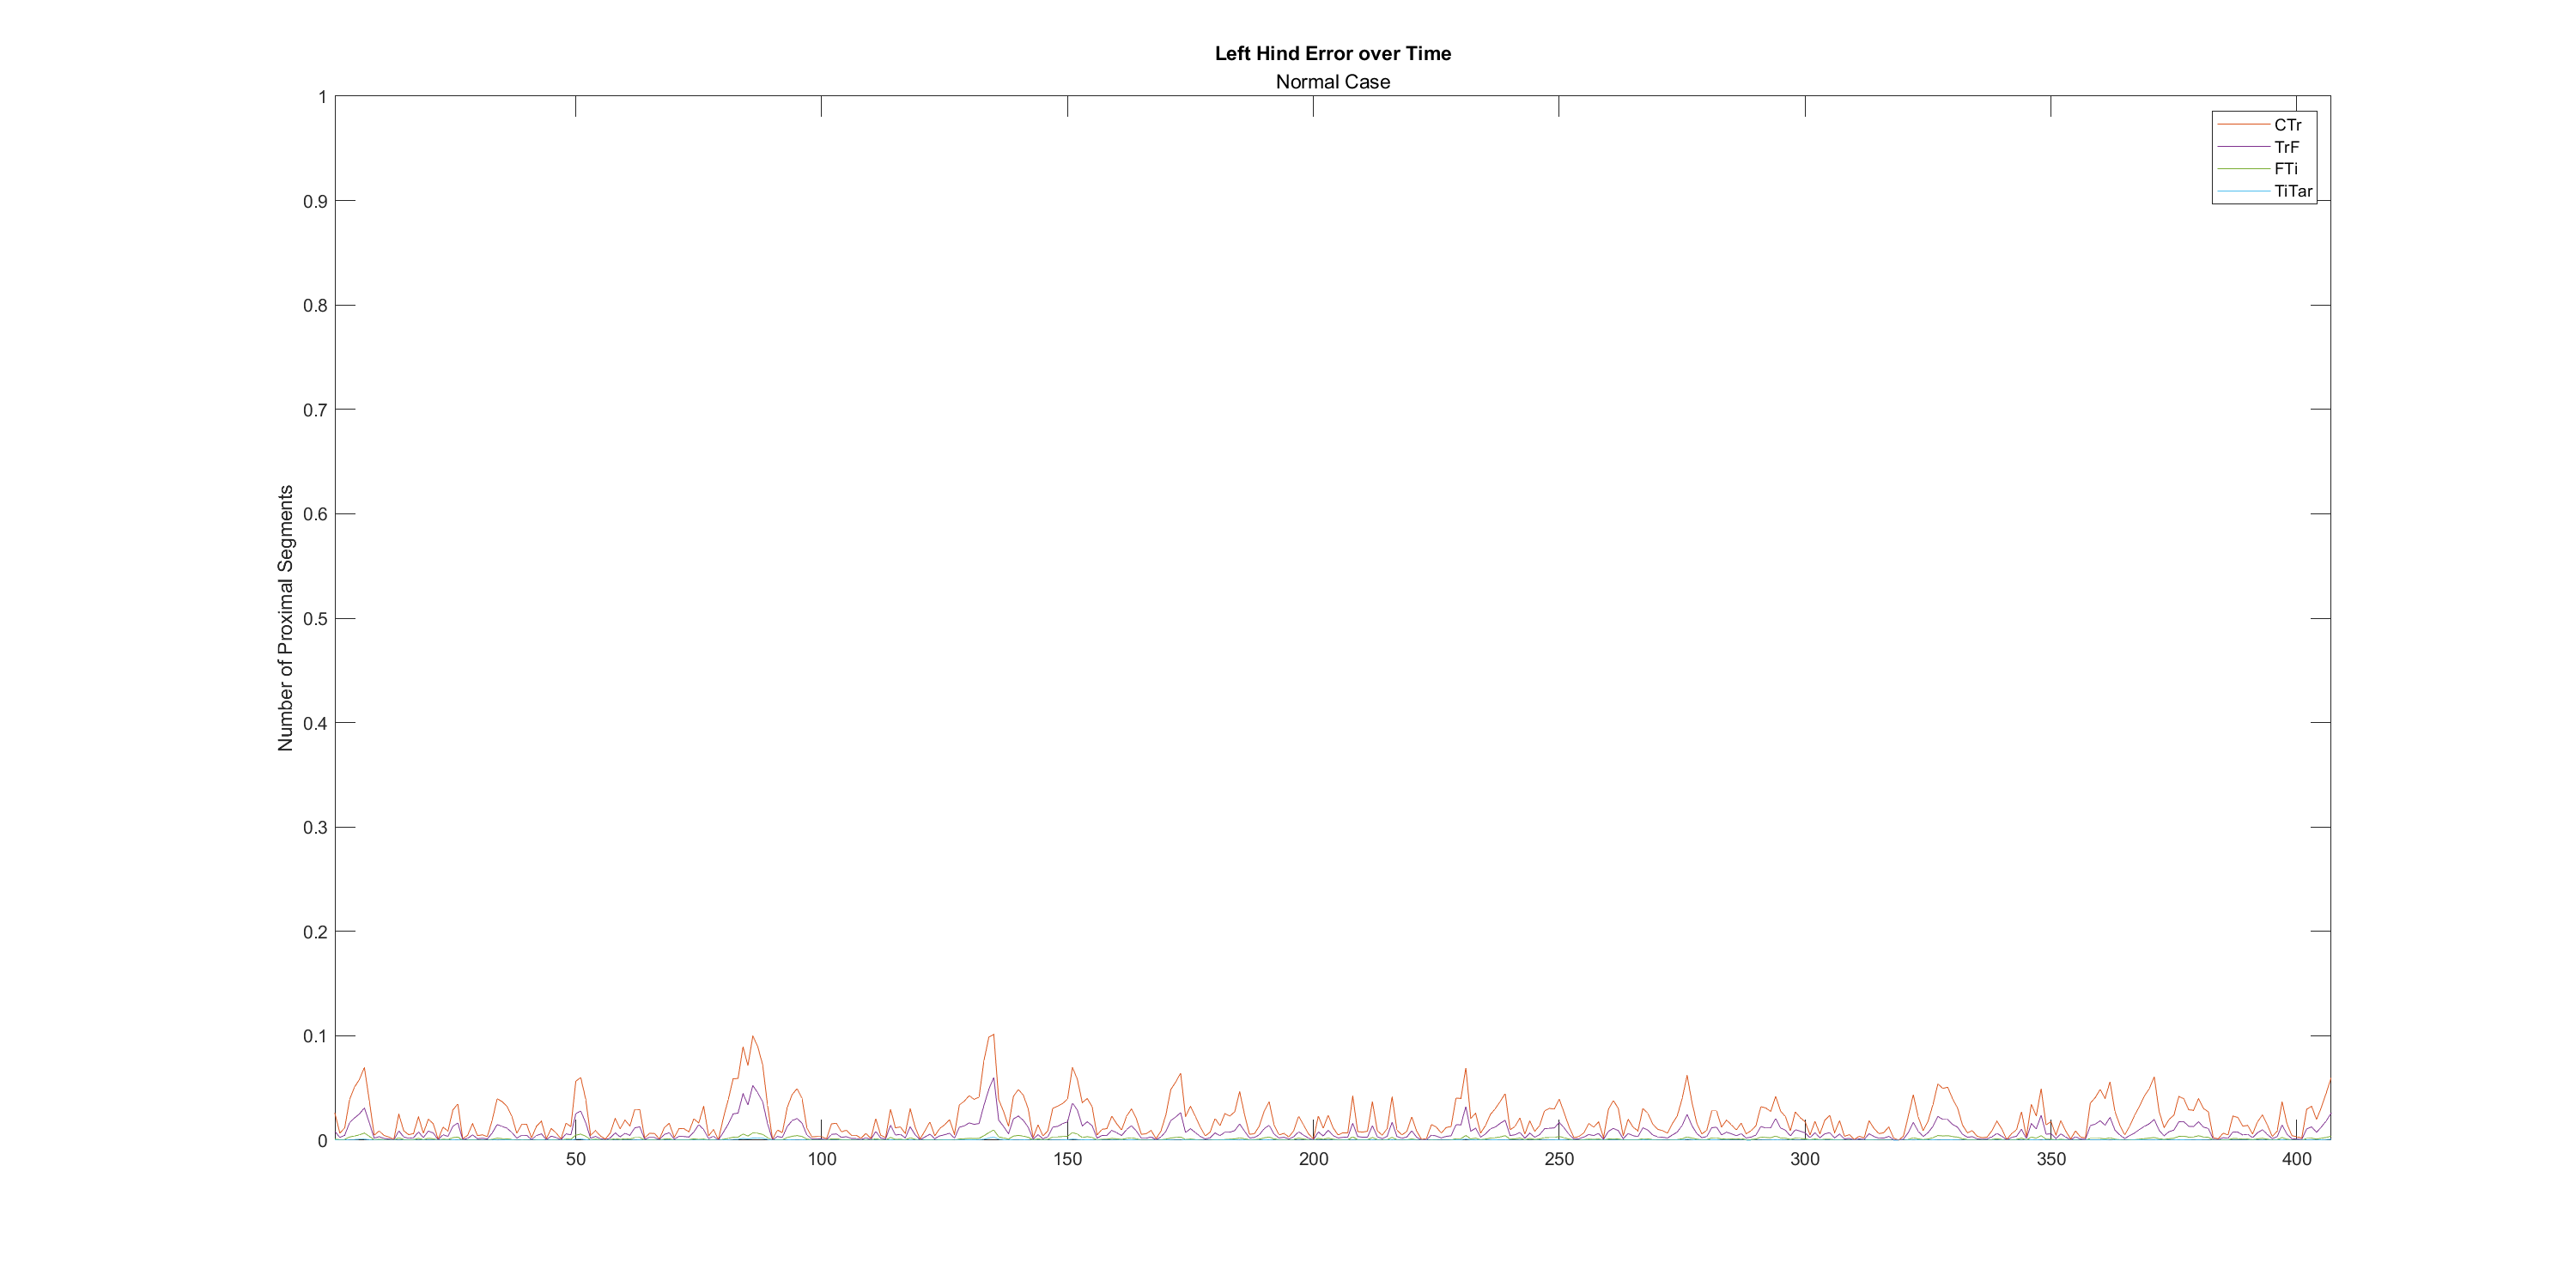 Left Hind Error over Time
Normal Case
1
0.9
0.8
0.7
0.6
0.5
0.4
0.3
0.2
0.1
0
Number of Proximal Segments
CTr
TrF
FTi
TiTar
50 100 150 200 250 300 350 400